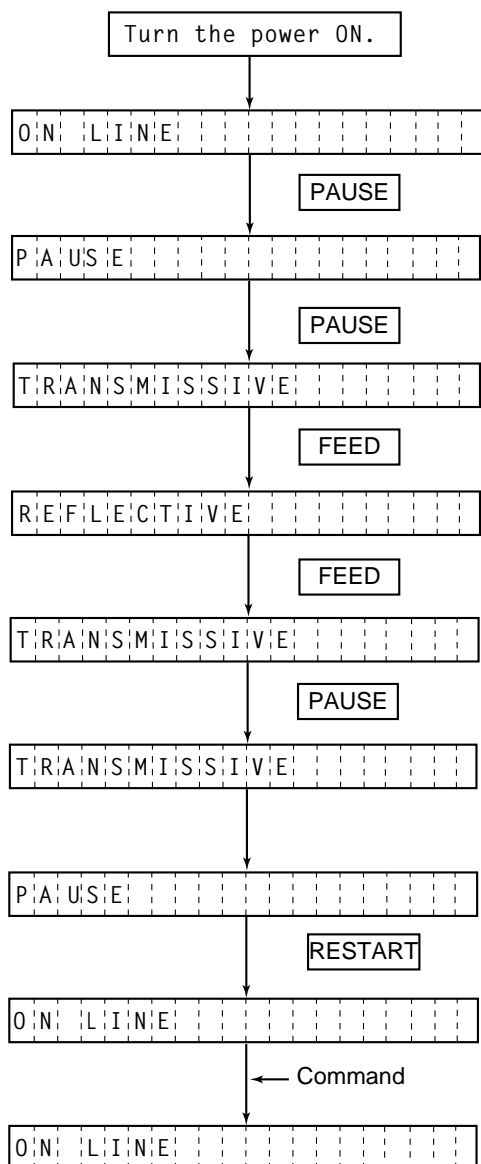 Turn the power ON.
ON LINE
PAUSE
PAUSE
PAUSE
TRANSMISSIVE
FEED
REFLECTIVE
FEED
TRANSMISSIVE
PAUSE
TRANSMISSIVE
PAUSE
RESTART
ON LINE
Command
ON LINE